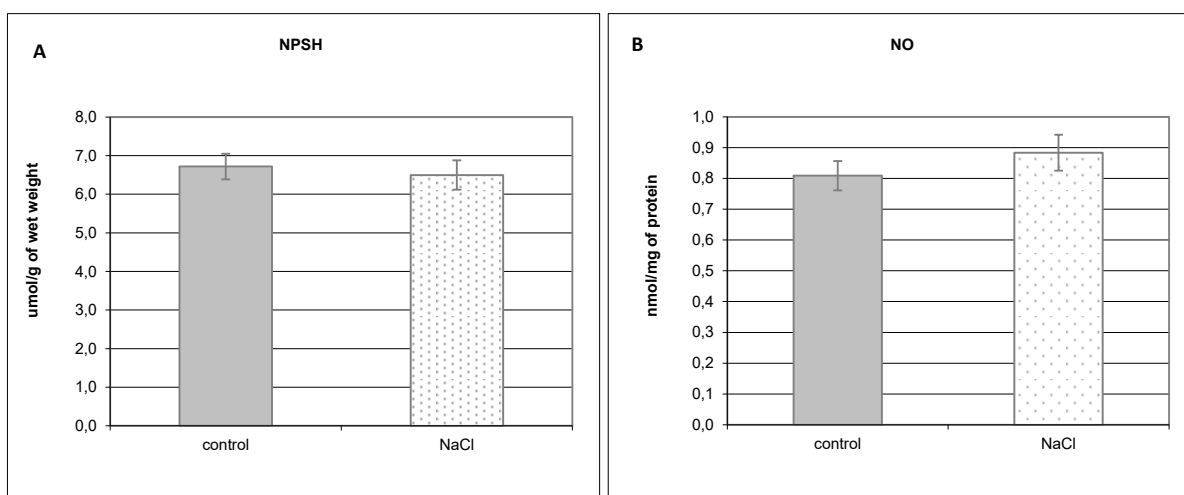 A
NPSH
umol/g of wet weight
8,0
7,0
6,0
5,0
4,0
3,0
2,0
1,0
0,0
control NaCl
B
NO
nmol/mg of protein
1,0
0,9
0,8
0,7
0,6
0,5
0,4
0,3
0,2
0,1
0,0
control NaCl